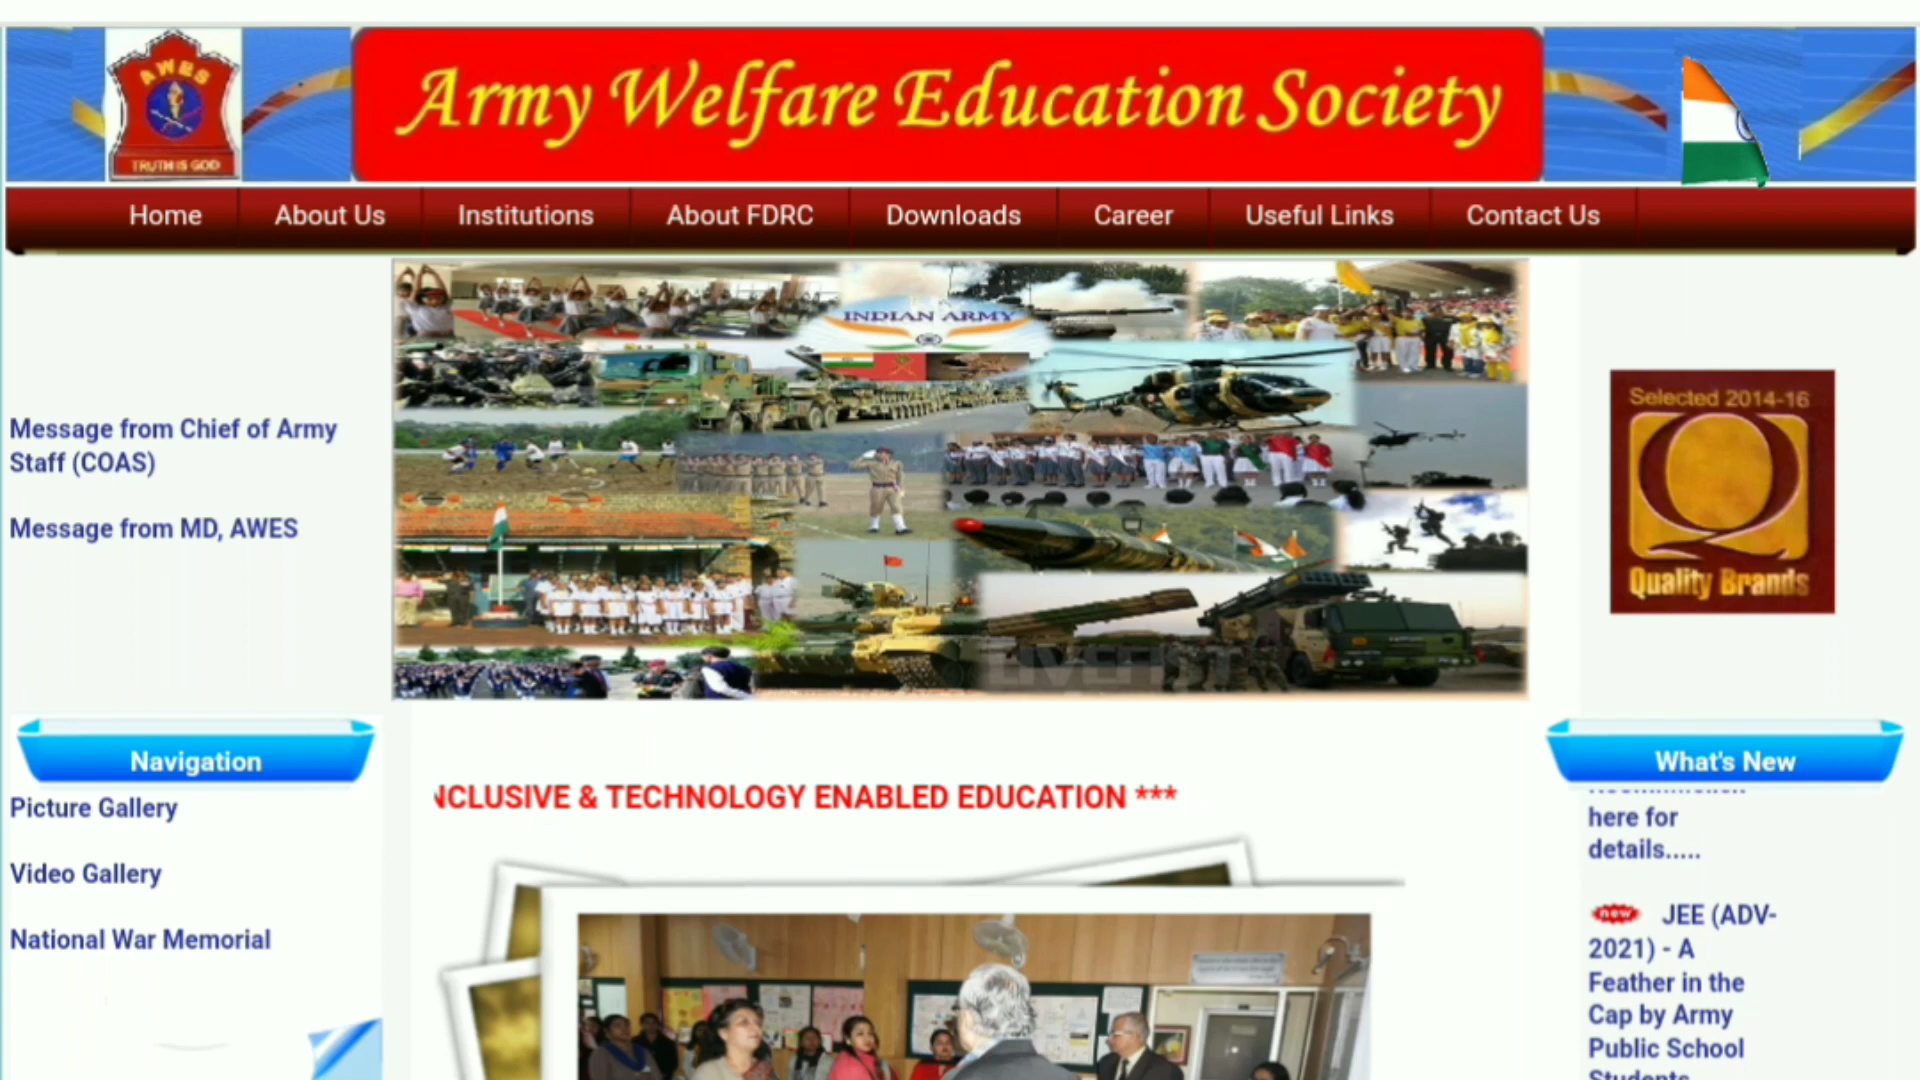 AWES
TRUTH IS GOD
Army Welfare Education Society
Home
About Us
Institutions
About FDRC
Downloads
Career
Useful Links
Contact Us
INDIAN ARMY
Message from Chief of Army
Staff (COAS)
Message from MD, AWES
LIVEFIST
Selected 2014-16
Q
Quality Brands
Navigation
Picture Gallery
Video Gallery
National War Memorial
NCLUSIVE & TECHNOLOGY ENABLED EDUCATION ***
What's New
here for
details.....
new JEE (ADV-
2021) - A
Feather in the
Cap by Army
Public School
Students